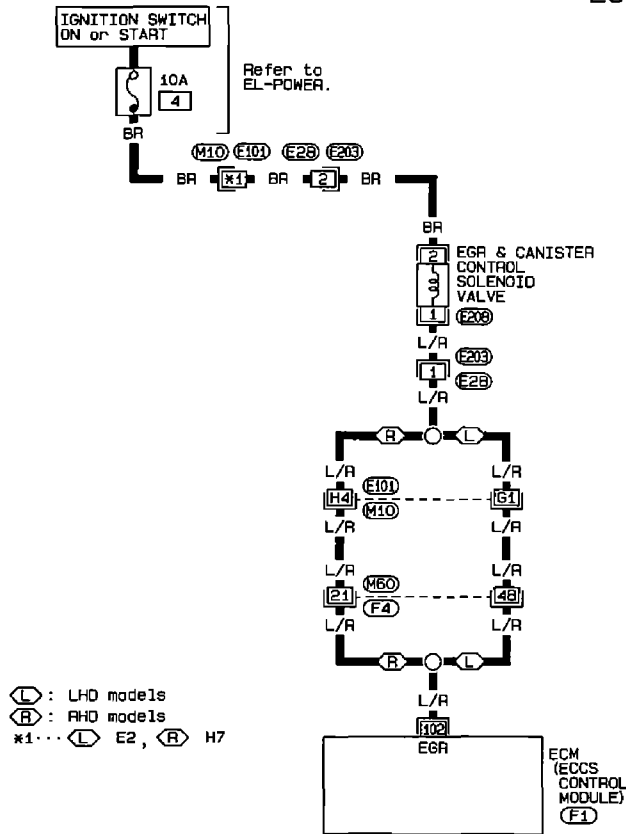 IGNITION SWITCH
ON or START
Refer to
EL-POWER.
10A
4
BR
M10 E101 E28 E203
BR *1 BR 2 BR
BR
2
EGR & CANISTER
CONTROL
SOLENOID
VALVE
1 E208
L/R
E203
1
E28
L/R
R L
L/R L/R
H4 E101 G1
M10
L/R L/R
L/R L/R
21 M60 48
F4
L/R L/R
R L
L/R
102
EGR
ECM
(ECCS
CONTROL
MODULE)
F1
L : LHD models
R : RHD models
*1··· L E2, R H7